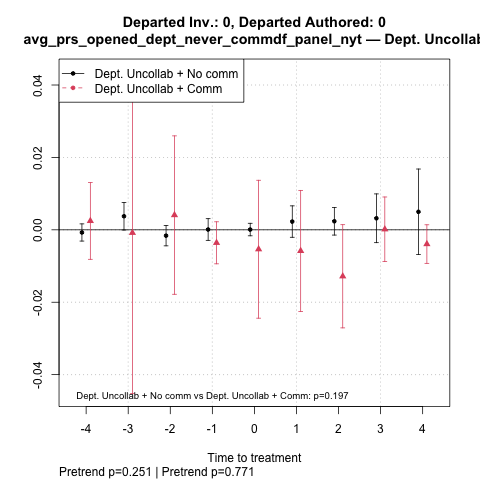 Departed Inv.: 0, Departed Authored: 0
avg_prs_opened_dept_never_commdf_panel_nyt — Dept. Uncollab
Dept. Uncollab + No comm
Dept. Uncollab + Comm
0.04
0.02
0.00
-0.02
-0.04
Dept. Uncollab + No comm vs Dept. Uncollab + Comm: p=0.197
-4 -3 -2 -1 0 1 2 3 4
Time to treatment
Pretrend p=0.251 | Pretrend p=0.771